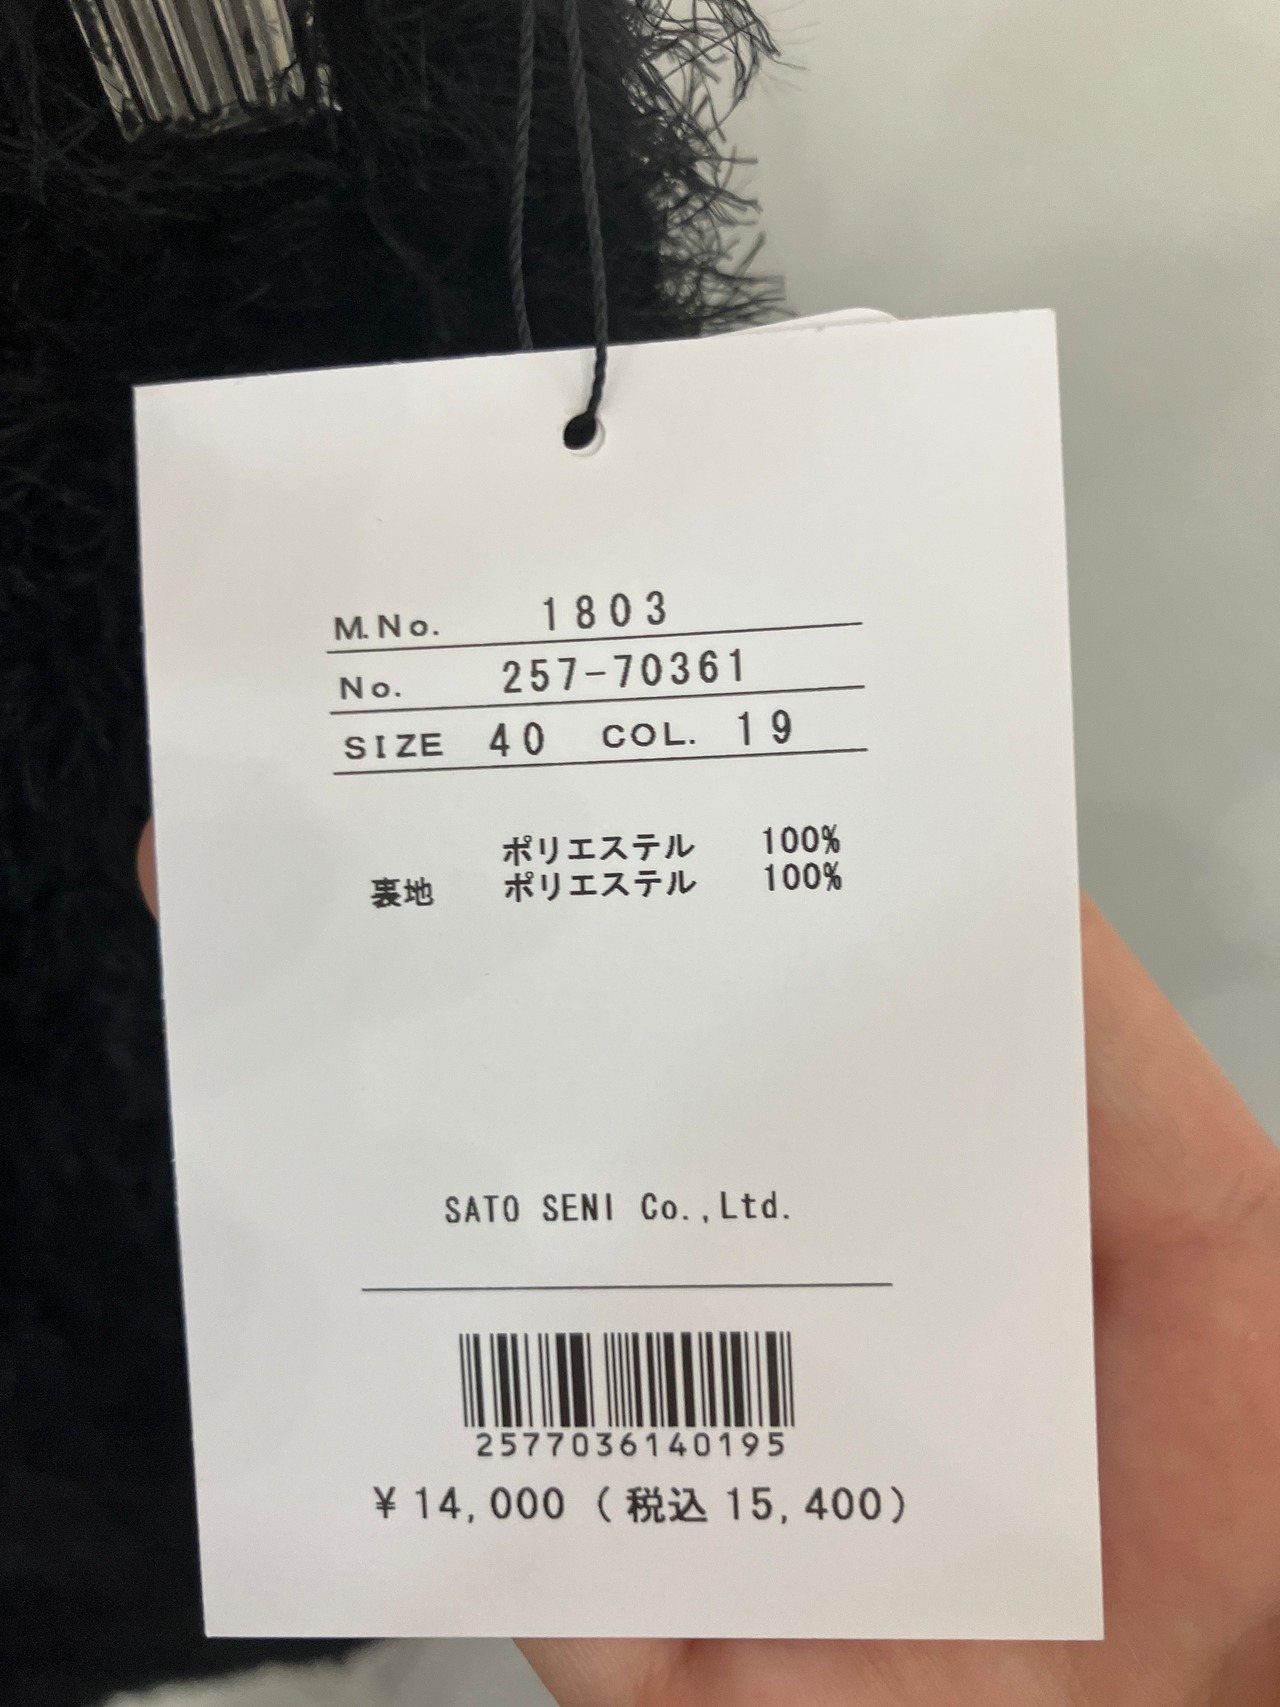 M.No. 1803
No. 257-70361
SIZE 40 COL. 19
ポリエステル 100%
裏地 ポリエステル 100%
SATO SENI Co.,Ltd.
2577036140195
¥14,000 (税込15,400)